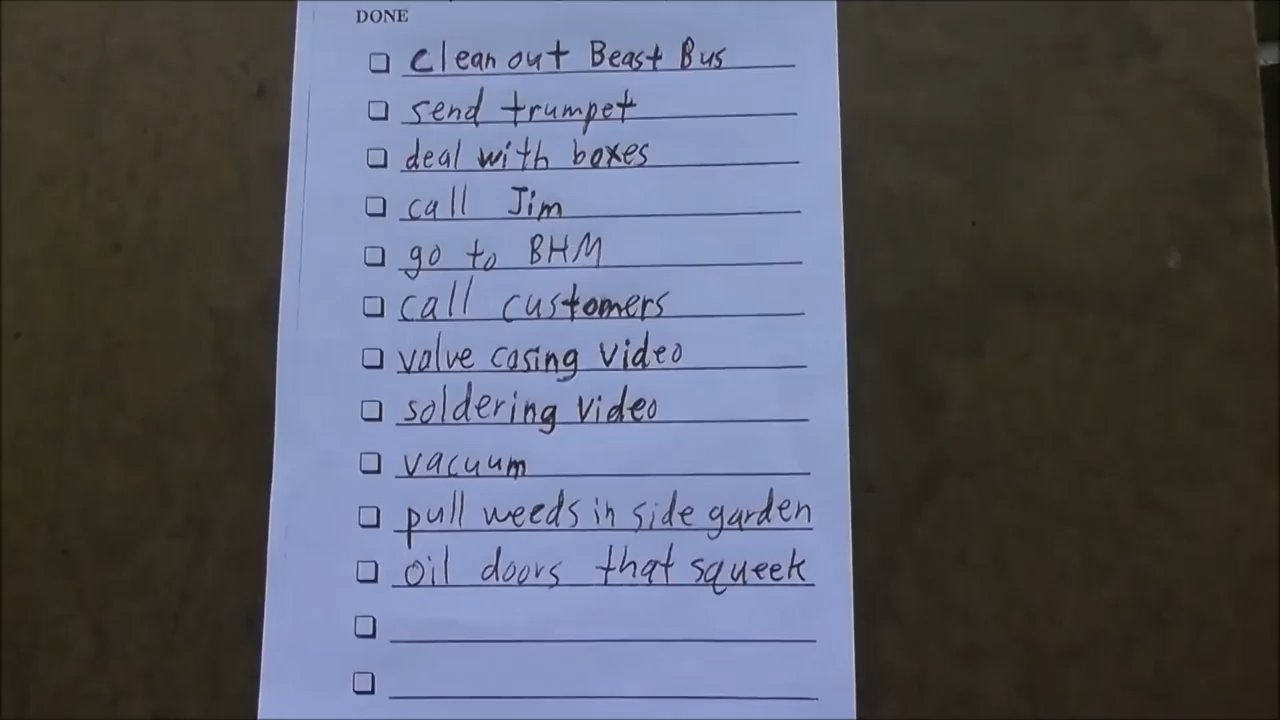 DONE
clean out Beast Bus
send trumpet
deal with boxes
call Jim
go to BHM
call customers
valve casing video
soldering video
vacuum
pull weeds in side garden
oil doors that squeek